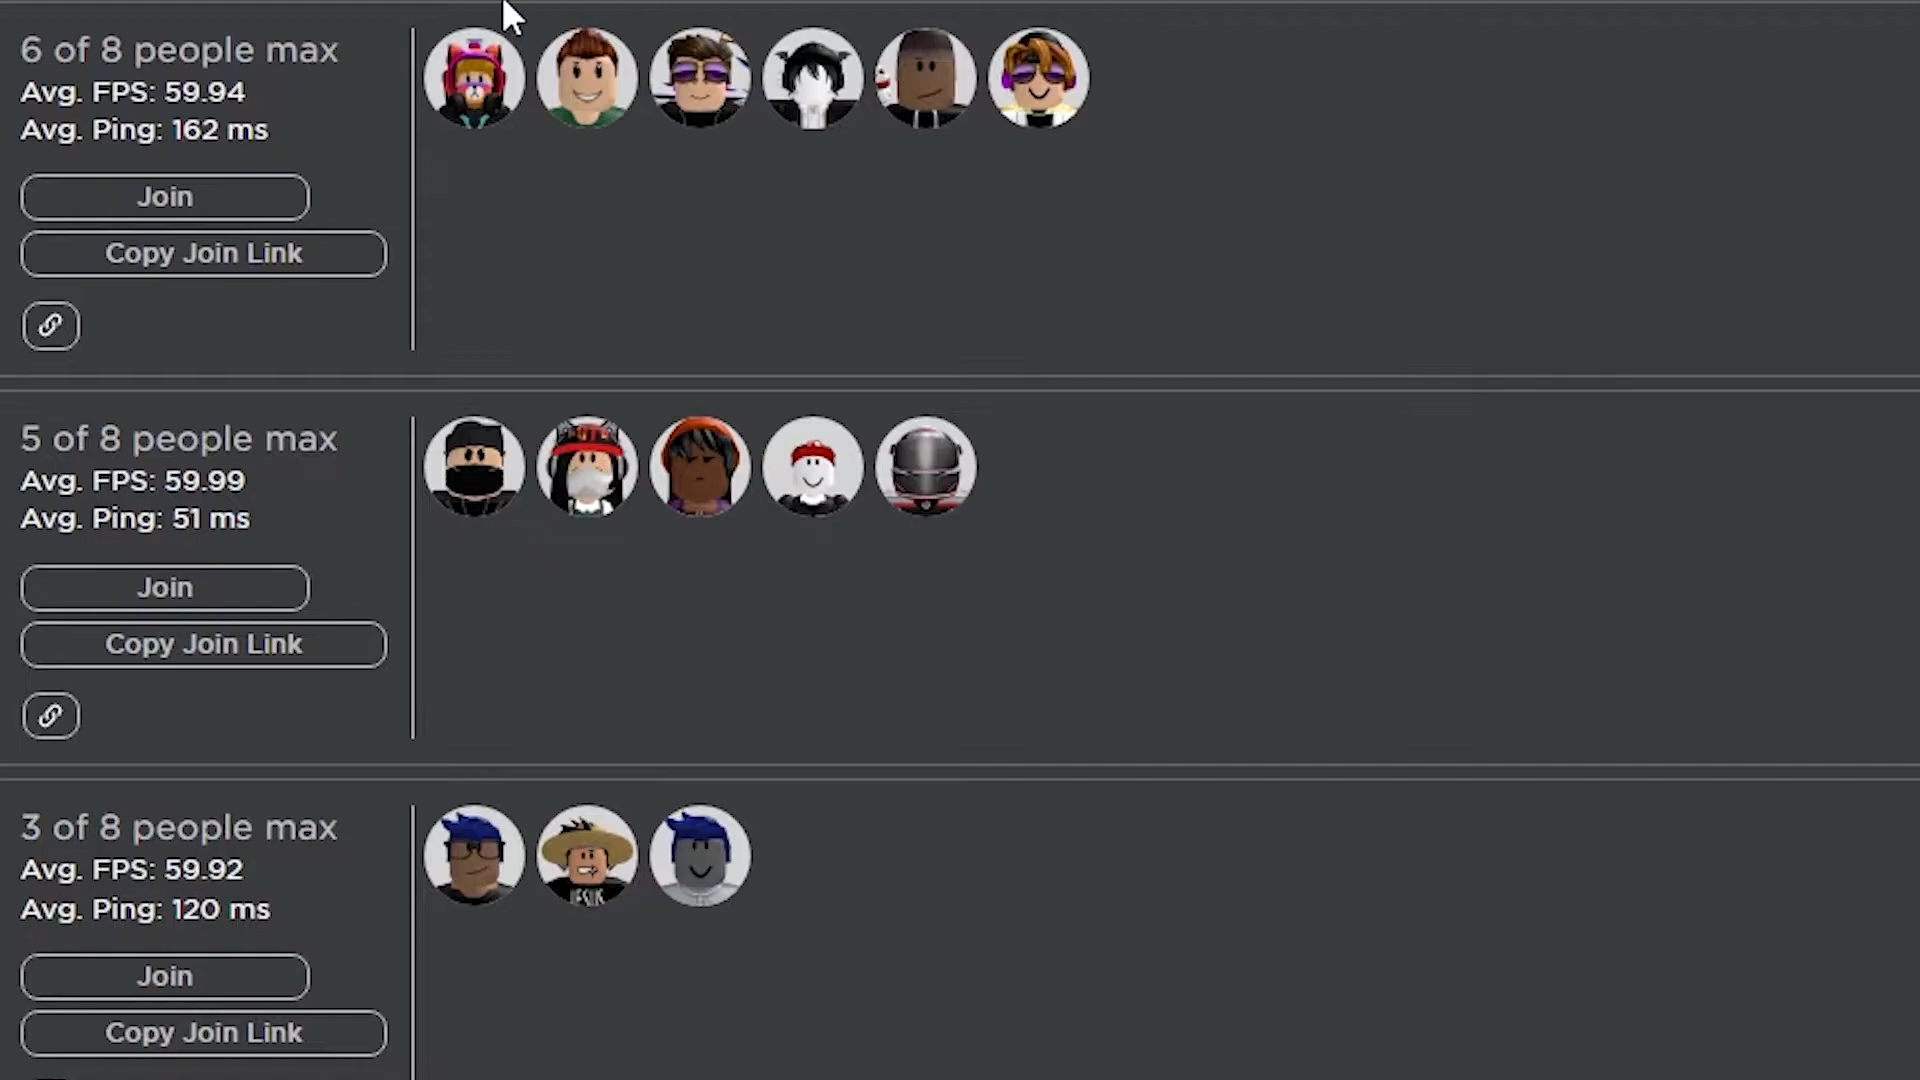 6 of 8 people max
Avg. FPS: 59.94
Avg. Ping: 162 ms
Join
Copy Join Link
5 of 8 people max
Avg. FPS: 59.99
Avg. Ping: 51 ms
Join
Copy Join Link
3 of 8 people max
Avg. FPS: 59.92
Avg. Ping: 120 ms
JESUS
Join
Copy Join Link